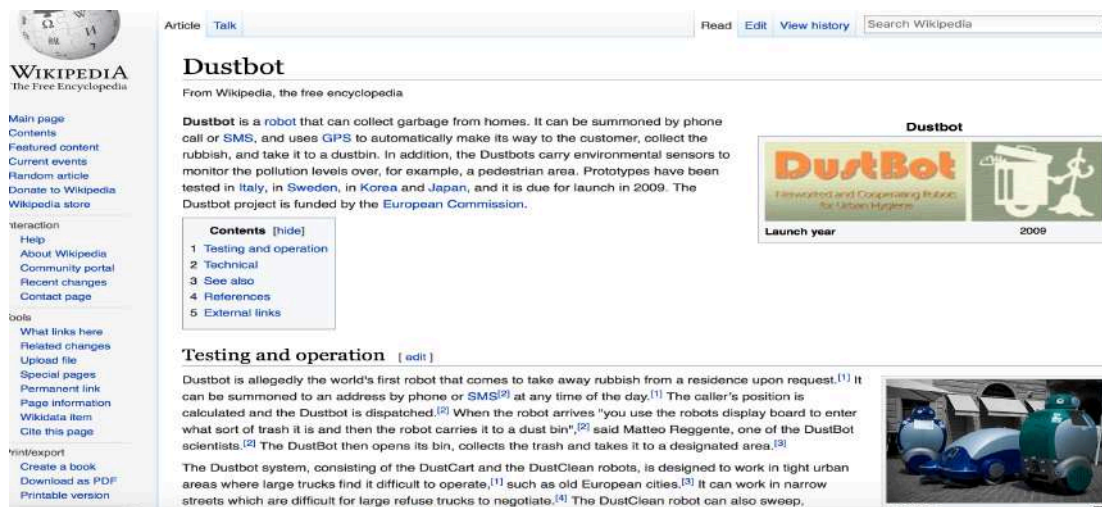 Article Talk Read Edit View history Search Wikipedia
WIKIPEDIA
The Free Encyclopedia
Main page
Contents
Featured content
Current events
Random article
Donate to Wikipedia
Wikipedia store
nteraction
Help
About Wikipedia
Community portal
Recent changes
Contact page
ools
What links here
Related changes
Upload file
Special pages
Permanent link
Page information
Wikidata item
Cite this page
rint/export
Create a book
Download as PDF
Printable version
Dustbot
From Wikipedia, the free encyclopedia
Dustbot is a robot that can collect garbage from homes. It can be summoned by phone
call or SMS, and uses GPS to automatically make its way to the customer, collect the
rubbish, and take it to a dustbin. In addition, the Dustbots carry environmental sensors to
monitor the pollution levels over, for example, a pedestrian area. Prototypes have been
tested in Italy, in Sweden, in Korea and Japan, and it is due for launch in 2009. The
Dustbot project is funded by the European Commission.
Dustbot
DustBot
Networked and Cooperating Robots
for Urban Hygiene
Launch year 2009
Contents [hide]
1 Testing and operation
2 Technical
3 See also
4 References
5 External links
Testing and operation [ edit ]
Dustbot is allegedly the world's first robot that comes to take away rubbish from a residence upon request.[1] It
can be summoned to an address by phone or SMS[2] at any time of the day.[1] The caller's position is
calculated and the Dustbot is dispatched.[2] When the robot arrives "you use the robots display board to enter
what sort of trash it is and then the robot carries it to a dust bin",[2] said Matteo Reggente, one of the DustBot
scientists.[2] The DustBot then opens its bin, collects the trash and takes it to a designated area.[3]
The Dustbot system, consisting of the DustCart and the DustClean robots, is designed to work in tight urban
areas where large trucks find it difficult to operate,[1] such as old European cities.[3] It can work in narrow
streets which are difficult for large refuse trucks to negotiate.[4] The DustClean robot can also sweep,